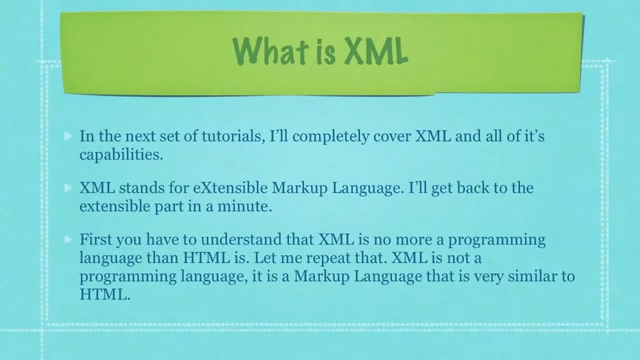 What is XML
In the next set of tutorials, I'll completely cover XML and all of it's
capabilities.
XML stands for eXtensible Markup Language. I'll get back to the
extensible part in a minute.
First you have to understand that XML is no more a programming
language than HTML is. Let me repeat that. XML is not a
programming language, it is a Markup Language that is very similar to
HTML.